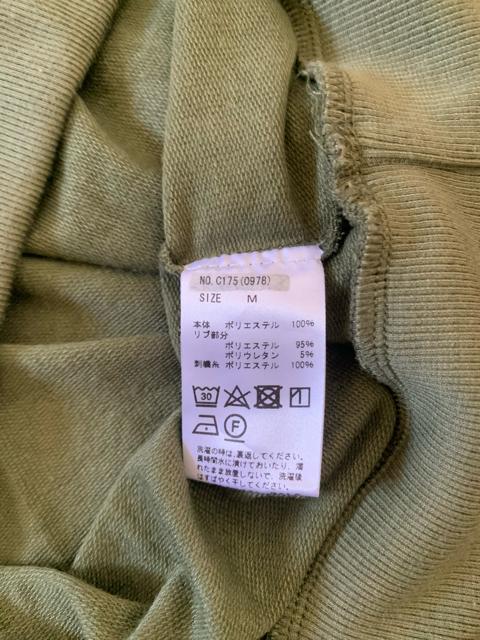 NO. C175(0978)
SIZE M
本体 ポリエステル 100%
リブ部分
ポリエステル 95%
ポリウレタン 5%
刺繍糸 ポリエステル 100%
30
F
洗濯の時は、裏返してください。
長時間水に漬けておいたり、濡
れたまま放置しないで、洗濯後
はすばやく干してください。